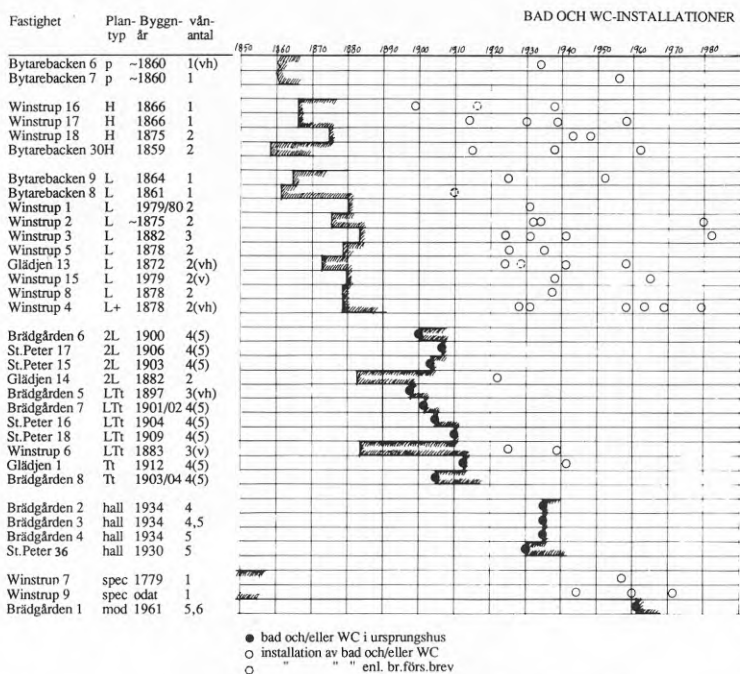 BAD OCH WC-INSTALLATIONER
Fastighet Plan- Byggn- vån-
typ år antal
1850 1860 1870 1880 1890 1900 1910 1920 1930 1940 1950 1960 1970 1980
Bytarebacken 6 p ~1860 1(vh)
Bytarebacken 7 p ~1860 1
Winstrup 16 H 1866 1
Winstrup 17 H 1866 1
Winstrup 18 H 1875 2
Bytarebacken 30H 1859 2
Bytarebacken 9 L 1864 1
Bytarebacken 8 L 1861 1
Winstrup 1 L 1979/80 2
Winstrup 2 L ~1875 2
Winstrup 3 L 1882 3
Winstrup 5 L 1878 2
Glädjen 13 L 1872 2(vh)
Winstrup 15 L 1979 2(v)
Winstrup 8 L 1878 2
Winstrup 4 L+ 1878 2(vh)
Brädgården 6 2L 1900 4(5)
St.Peter 17 2L 1906 4(5)
St.Peter 15 2L 1903 4(5)
Glädjen 14 2L 1882 2
Brädgården 5 LTt 1897 3(vh)
Brädgården 7 LTt 1901/02 4(5)
St.Peter 16 LTt 1904 4(5)
St.Peter 18 LTt 1909 4(5)
Winstrup 6 LTt 1883 3(v)
Glädjen 1 Tt 1912 4(5)
Brädgården 8 Tt 1903/04 4(5)
Brädgården 2 hall 1934 4
Brädgården 3 hall 1934 4,5
Brädgården 4 hall 1934 5
St.Peter 36 hall 1930 5
Winstrun 7 spec 1779 1
Winstrup 9 spec odat 1
Brädgården 1 mod 1961 5,6
● bad och/eller WC i ursprungshus
○ installation av bad och/eller WC
○ " " " enl. br.förs.brev